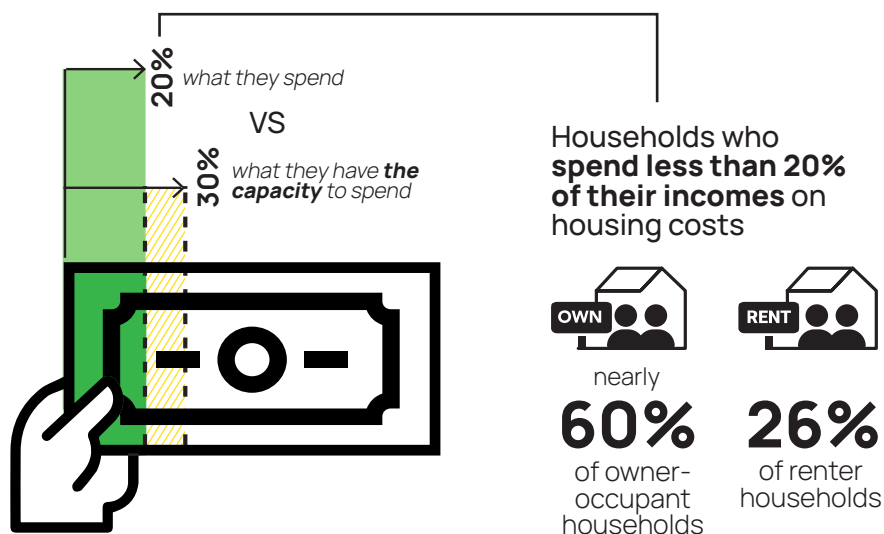 20%
what they spend
VS
30%
what they have the
capacity to spend
Households who
spend less than 20%
of their incomes on
housing costs
OWN
nearly
60%
of owner-
occupant
households
RENT
26%
of renter
households